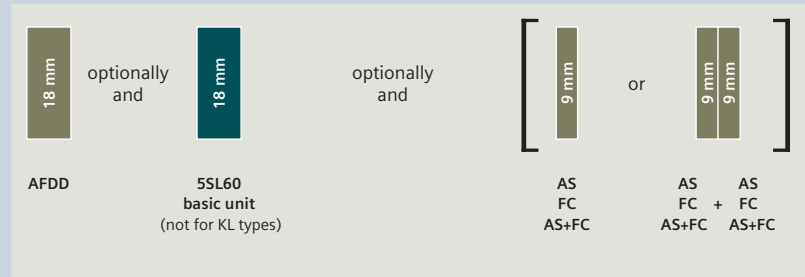 18 mm
optionally
and
18 mm
optionally
and
9 mm
or
9 mm
9 mm
AFDD
5SL60
basic unit
(not for KL types)
AS
FC
AS+FC
AS AS
FC + FC
AS+FC AS+FC